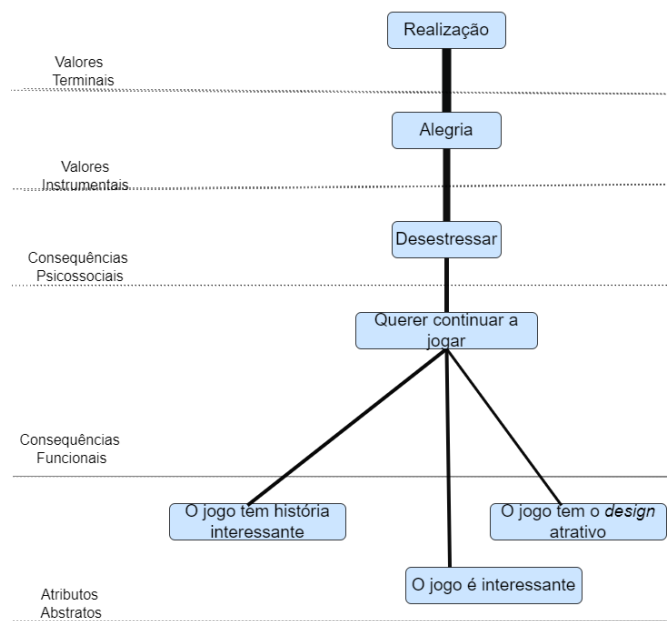 Realização
Valores
Terminais
Alegria
Valores
Instrumentais
Desestressar
Consequências
Psicossociais
Querer continuar a
jogar
Consequências
Funcionais
O jogo tem história
interessante
O jogo tem o design
atrativo
O jogo é interessante
Atributos
Abstratos